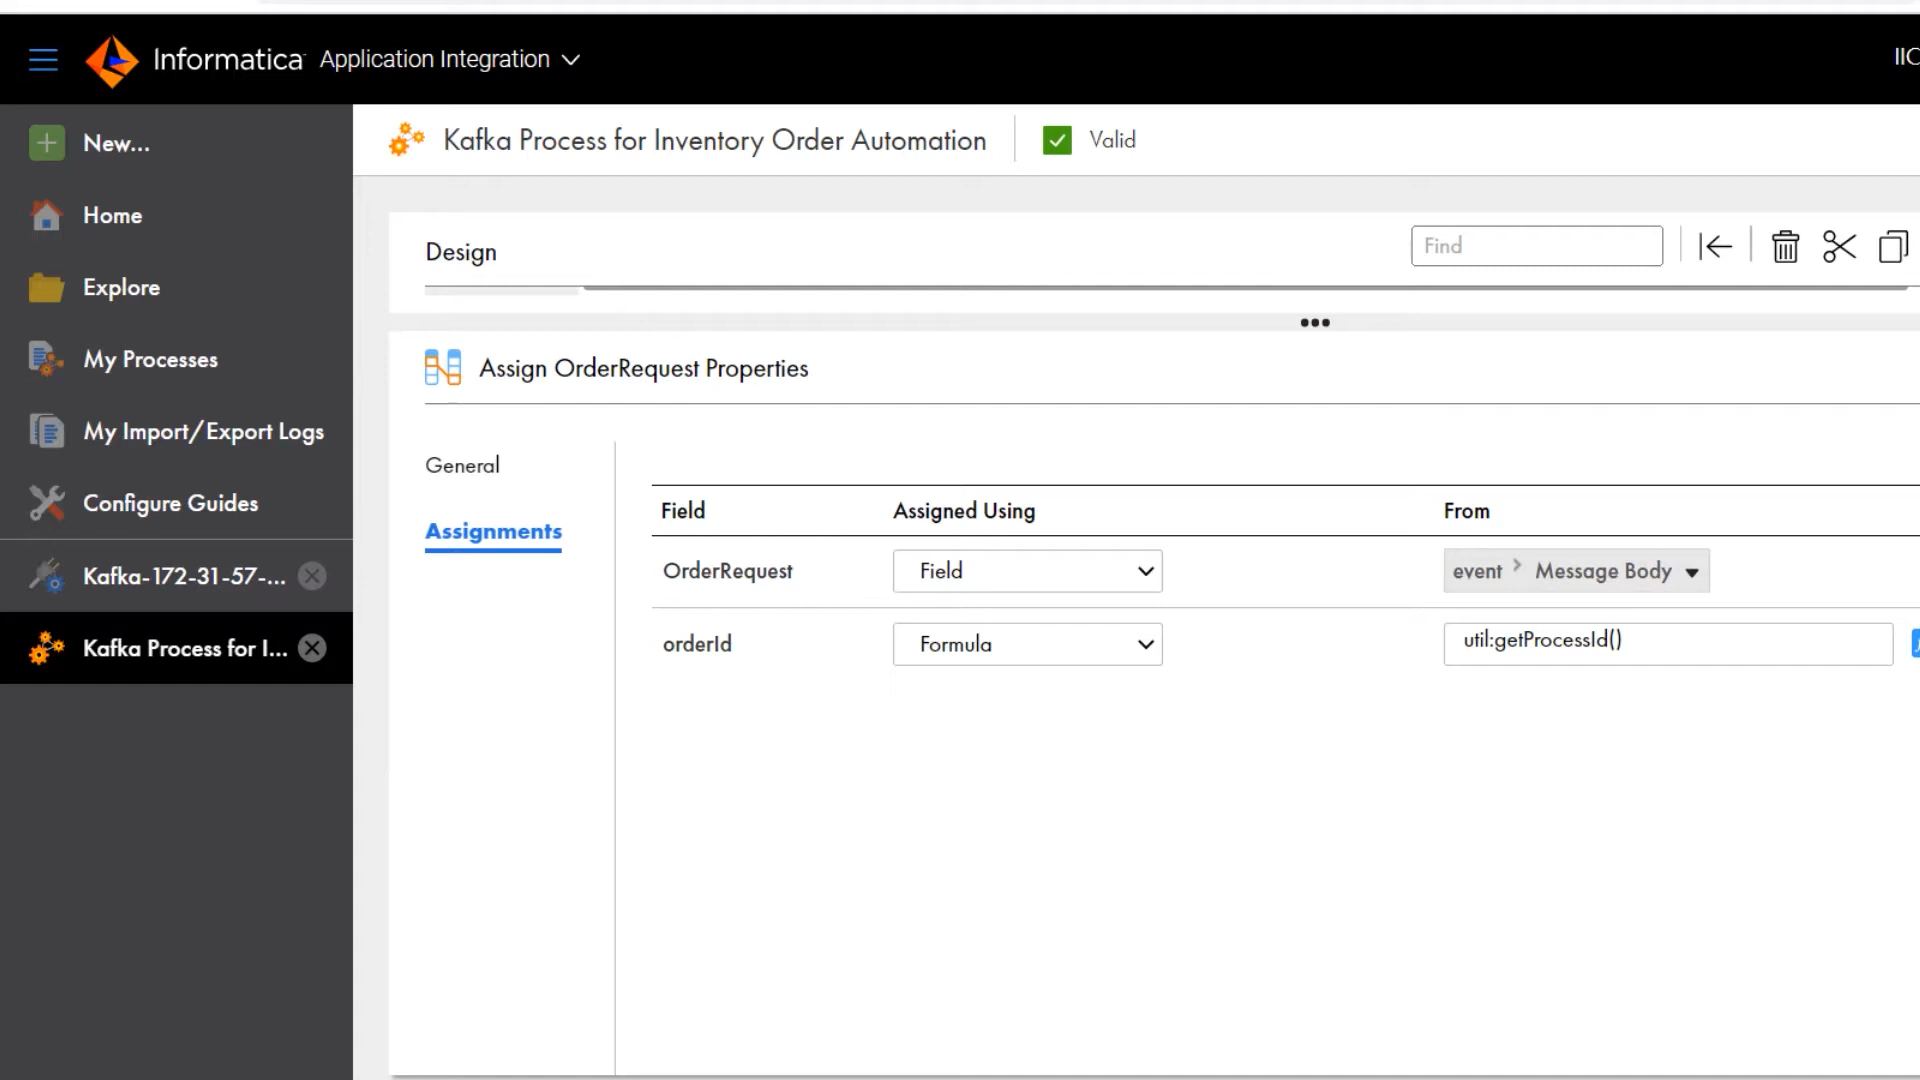 Informatica Application Integration
IIC
New...
Home
Explore
My Processes
My Import/Export Logs
Configure Guides
Kafka-172-31-57-...
Kafka Process for I...
Kafka Process for Inventory Order Automation
Valid
Design
Find
Assign OrderRequest Properties
General
Assignments
Field Assigned Using From
OrderRequest Field event > Message Body
orderId Formula util:getProcessId()